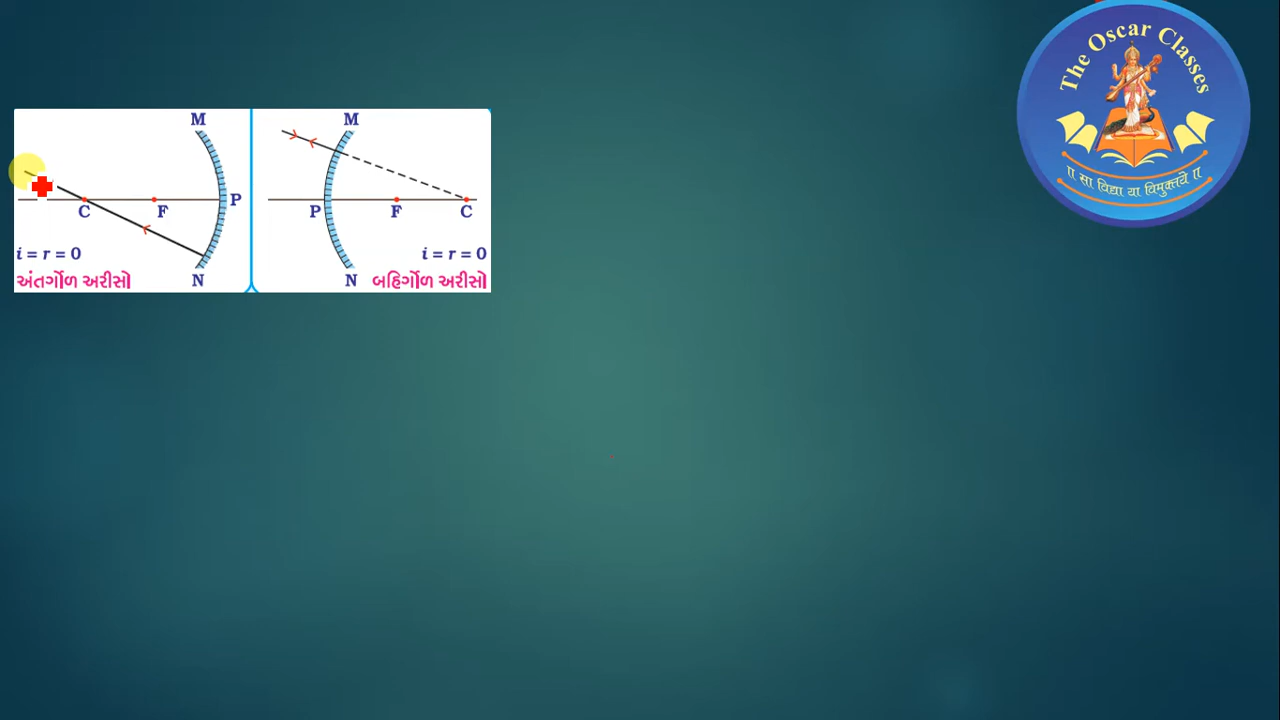 The Oscar Classes
॥ सा विद्या या विमुक्तये ॥
M
C
F
P
i = r = 0
N
અંતર્ગોળ અરીસો
M
P
F
C
i = r = 0
N
બહિર્ગોળ અરીસો